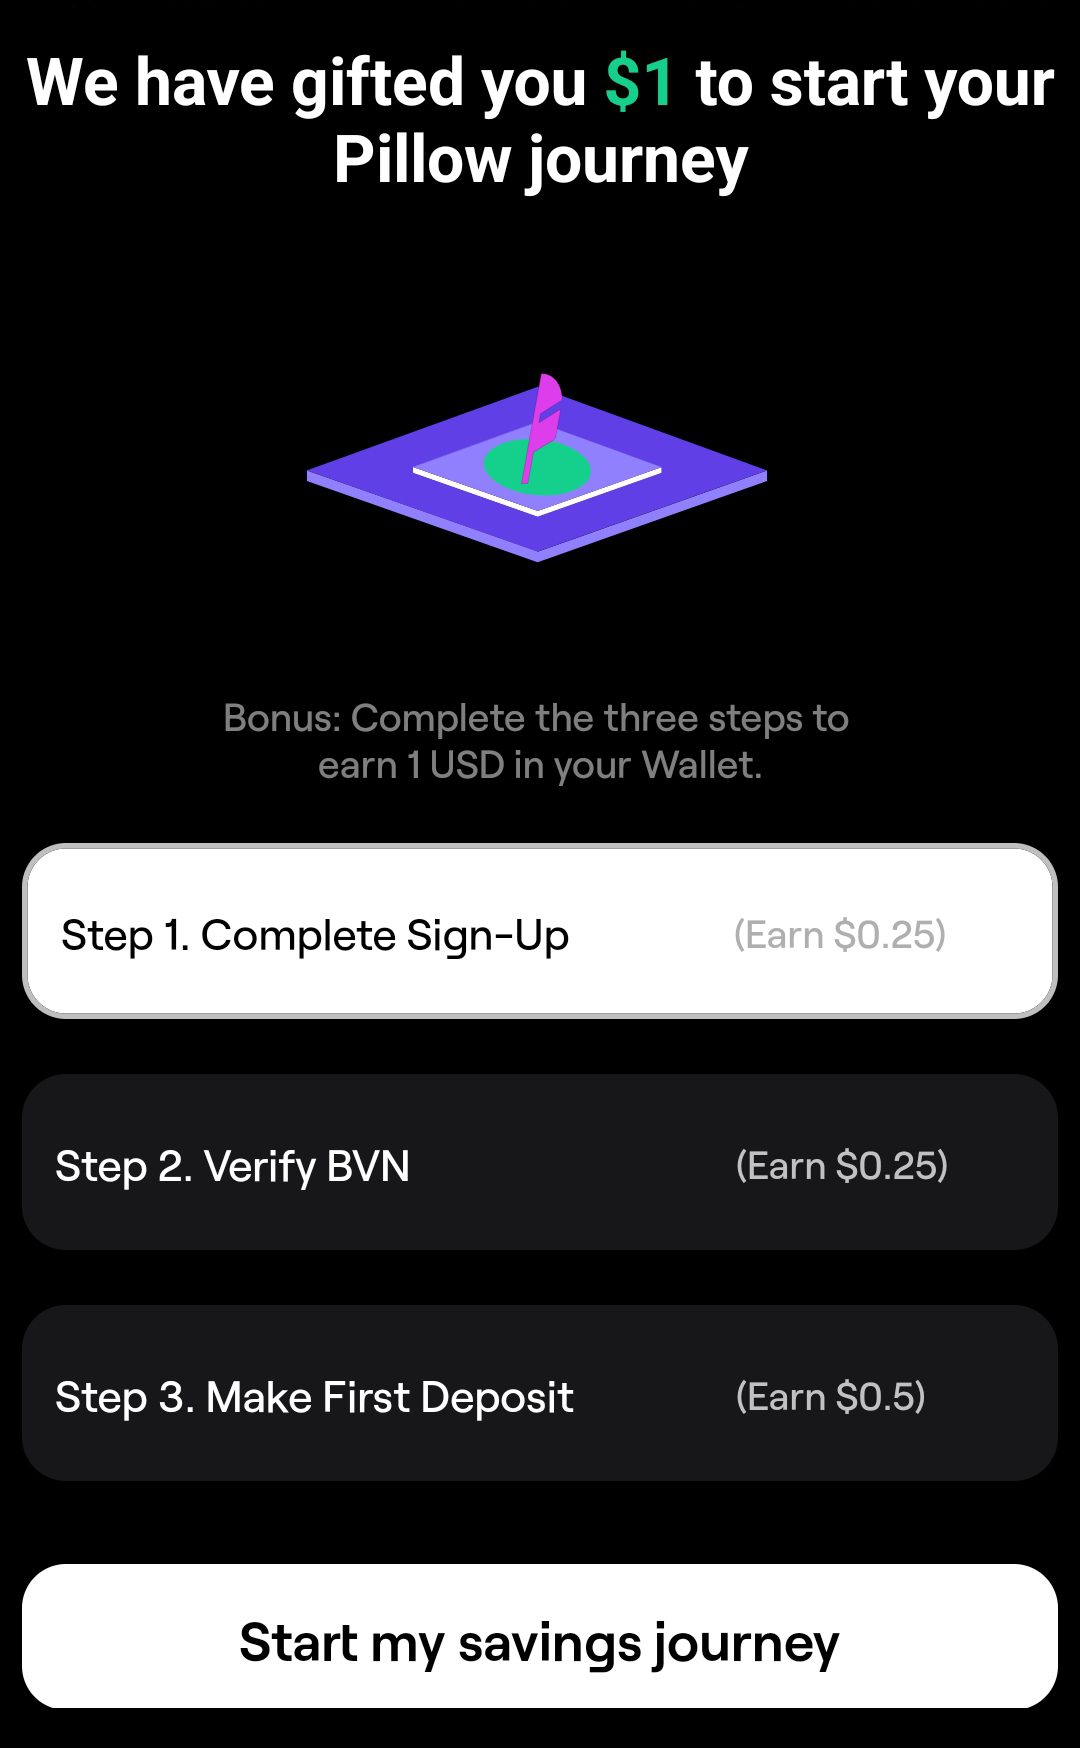 We have gifted you $1 to start your
Pillow journey
Bonus: Complete the three steps to
earn 1 USD in your Wallet.
Step 1. Complete Sign-Up (Earn $0.25)
Step 2. Verify BVN (Earn $0.25)
Step 3. Make First Deposit (Earn $0.5)
Start my savings journey